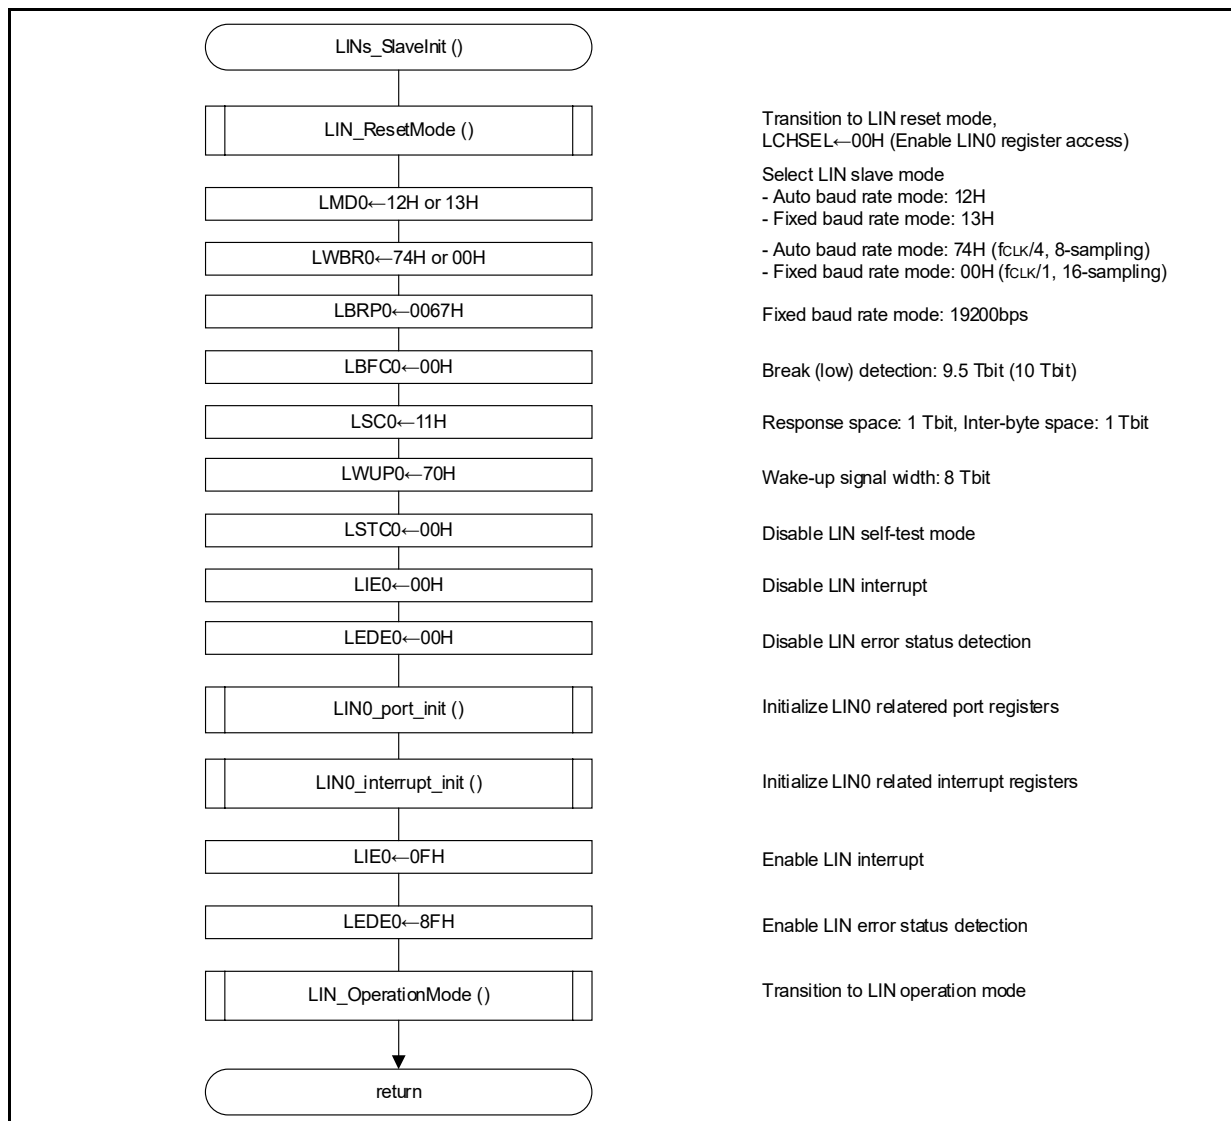 LINs_SlaveInit ()
LIN_ResetMode ()
Transition to LIN reset mode,
LCHSEL←00H (Enable LIN0 register access)
LMD0←12H or 13H
Select LIN slave mode
- Auto baud rate mode: 12H
- Fixed baud rate mode: 13H
LWBR0←74H or 00H
- Auto baud rate mode: 74H (fCLK/4, 8-sampling)
- Fixed baud rate mode: 00H (fCLK/1, 16-sampling)
LBRP0←0067H
Fixed baud rate mode: 19200bps
LBFC0←00H
Break (low) detection: 9.5 Tbit (10 Tbit)
LSC0←11H
Response space: 1 Tbit, Inter-byte space: 1 Tbit
LWUP0←70H
Wake-up signal width: 8 Tbit
LSTC0←00H
Disable LIN self-test mode
LIE0←00H
Disable LIN interrupt
LEDE0←00H
Disable LIN error status detection
LIN0_port_init ()
Initialize LIN0 relatered port registers
LIN0_interrupt_init ()
Initialize LIN0 related interrupt registers
LIE0←0FH
Enable LIN interrupt
LEDE0←8FH
Enable LIN error status detection
LIN_OperationMode ()
Transition to LIN operation mode
return